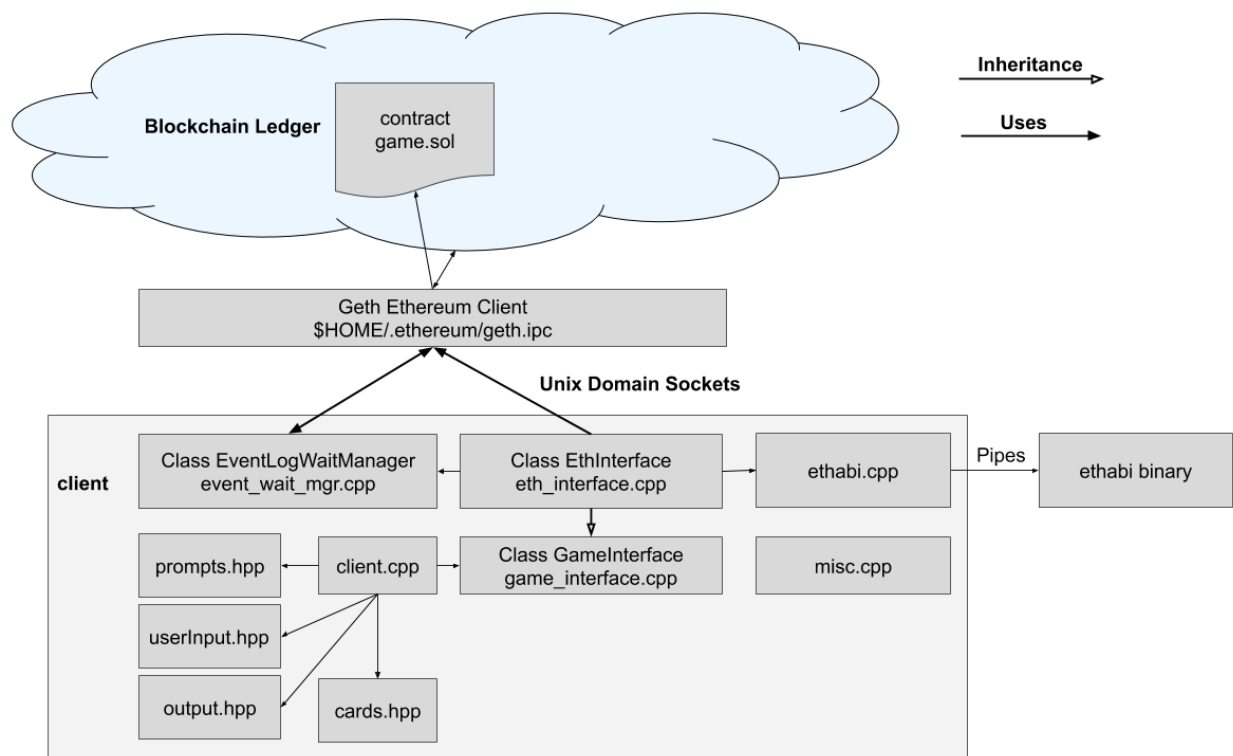 Inheritance
Uses
Blockchain Ledger
contract
game.sol
Geth Ethereum Client
$HOME/.ethereum/geth.ipc
Unix Domain Sockets
client
Class EventLogWaitManager
event_wait_mgr.cpp
Class EthInterface
eth_interface.cpp
ethabi.cpp
Pipes
ethabi binary
prompts.hpp
client.cpp
Class GameInterface
game_interface.cpp
misc.cpp
userInput.hpp
output.hpp
cards.hpp